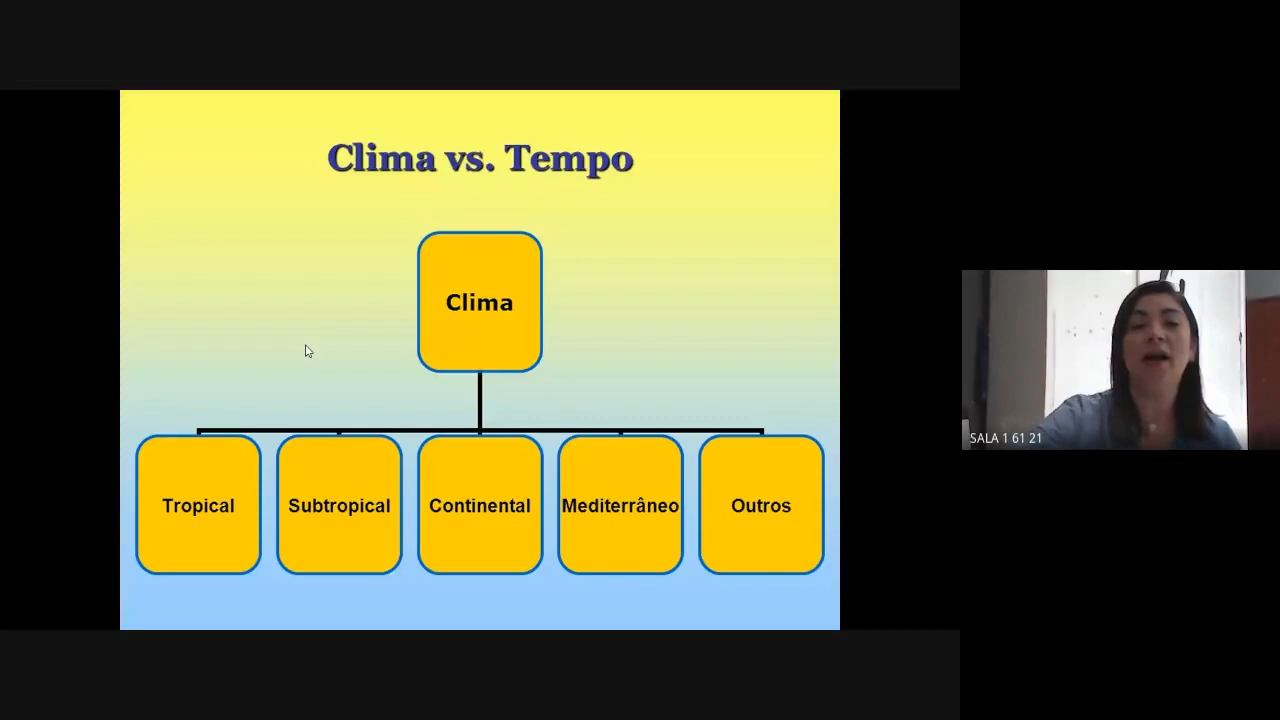 Clima vs. Tempo
Clima
Tropical
Subtropical
Continental
Mediterrâneo
Outros
SALA 1 61 21